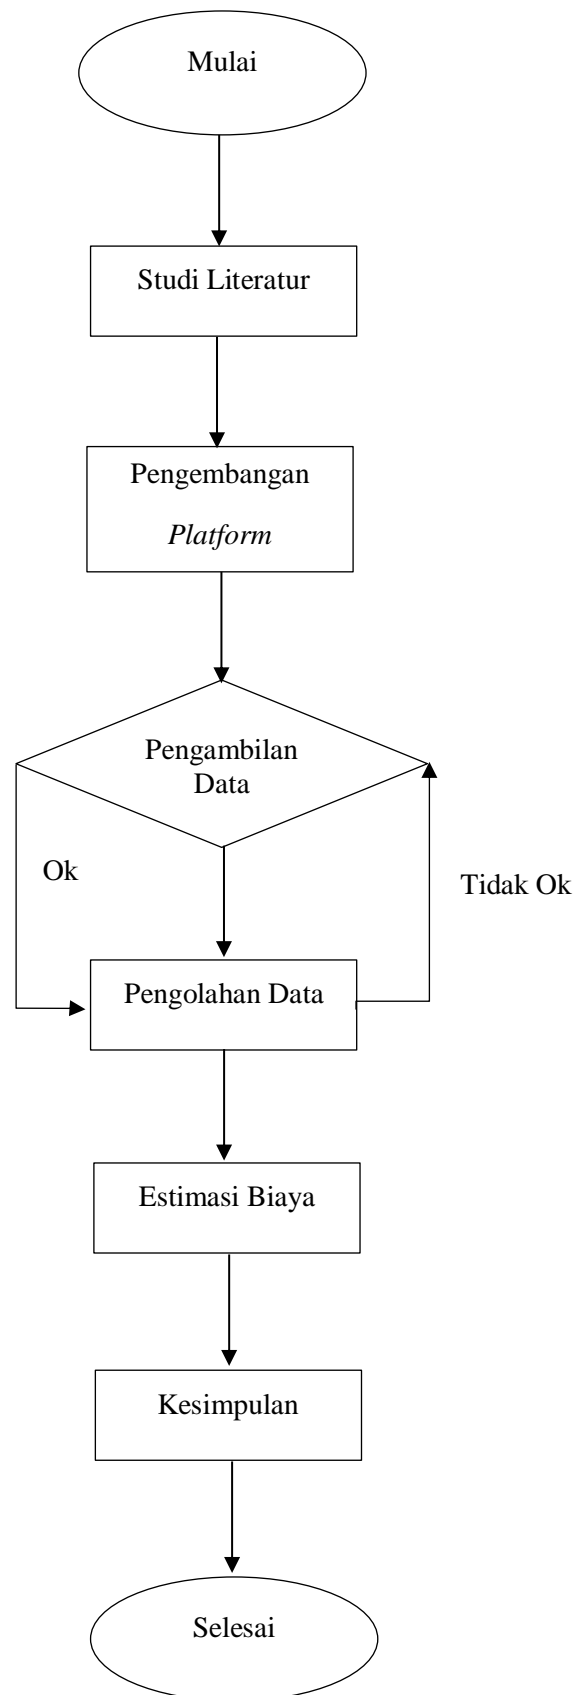 Mulai
Studi Literatur
Pengembangan
Platform
Pengambilan
Data
Ok
Tidak Ok
Pengolahan Data
Estimasi Biaya
Kesimpulan
Selesai